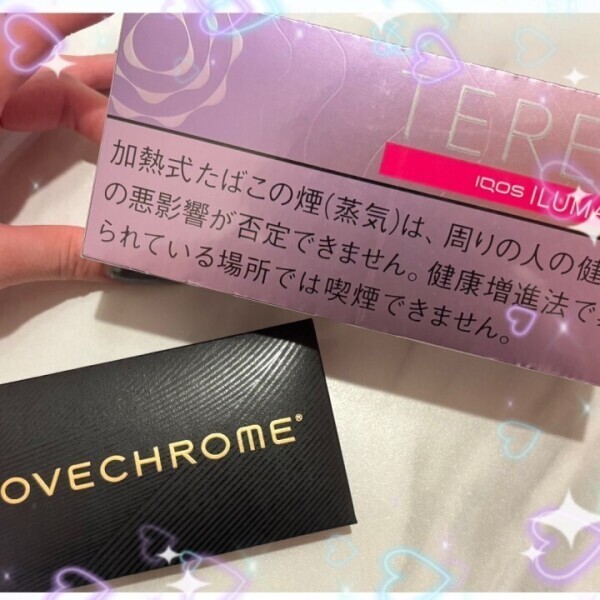 TERE
IQOS ILUMA
加熱式たばこの煙(蒸気)は、周りの人の健
の悪影響が否定できません。健康増進法で
られている場所では喫煙できません。
OVECHROME®